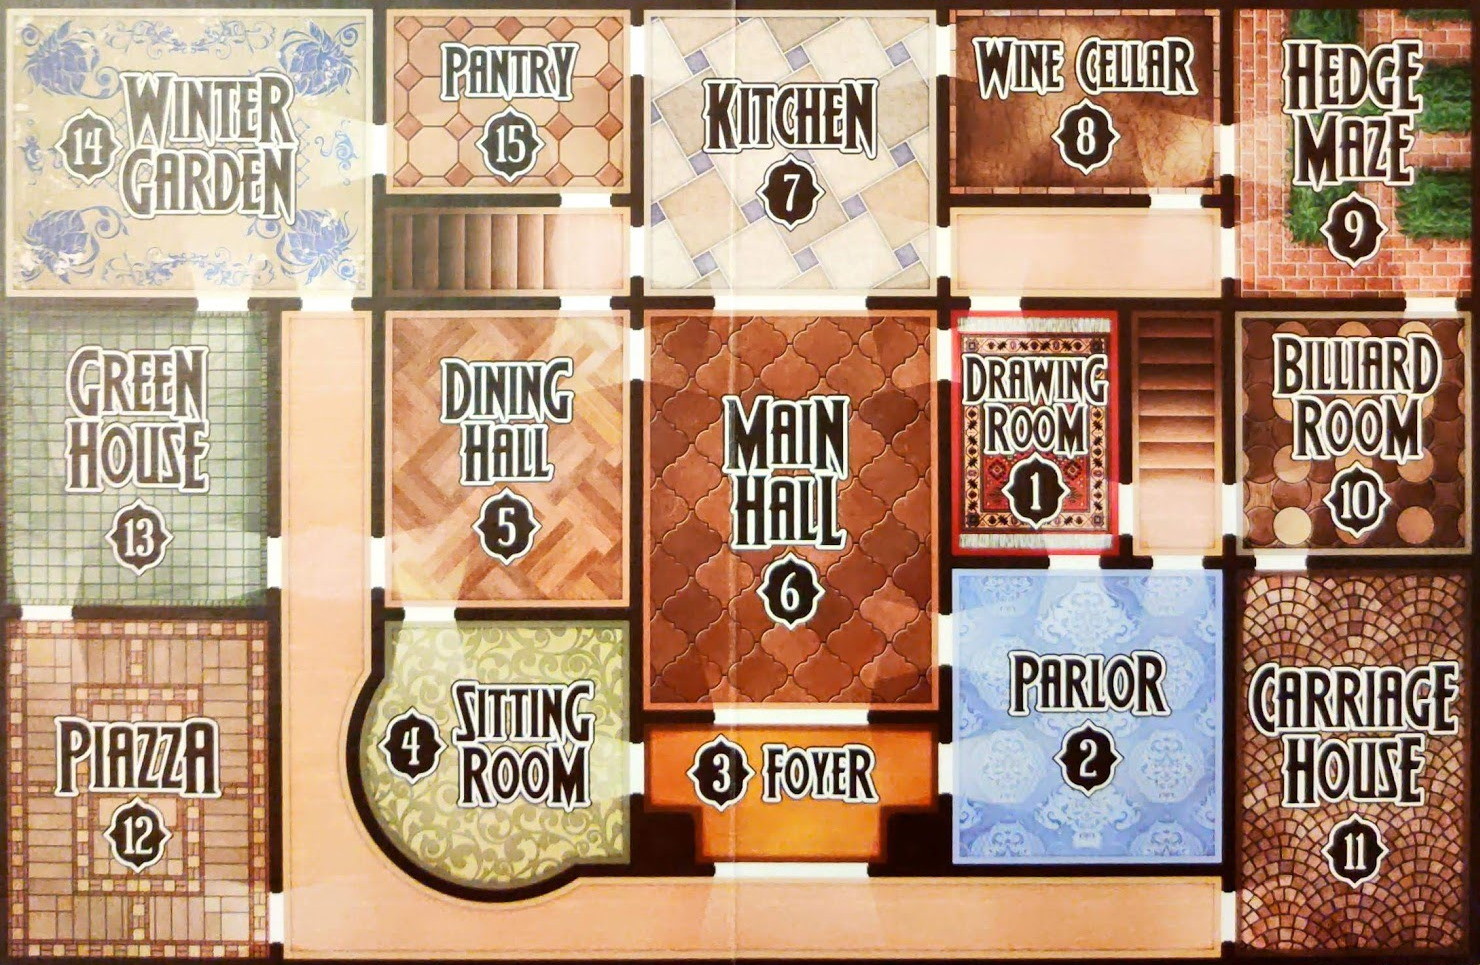 WINTER
14
GARDEN
PANTRY
15
KITCHEN
7
WINE CELLAR
8
HEDGE
MAZE
9
GREEN
HOUSE
13
DINING
HALL
5
MAIN
HALL
6
DRAWING
ROOM
1
BILLIARD
ROOM
10
PIAZZA
12
4
SITTING
ROOM
3 FOYER
PARLOR
2
CARRIAGE
HOUSE
11